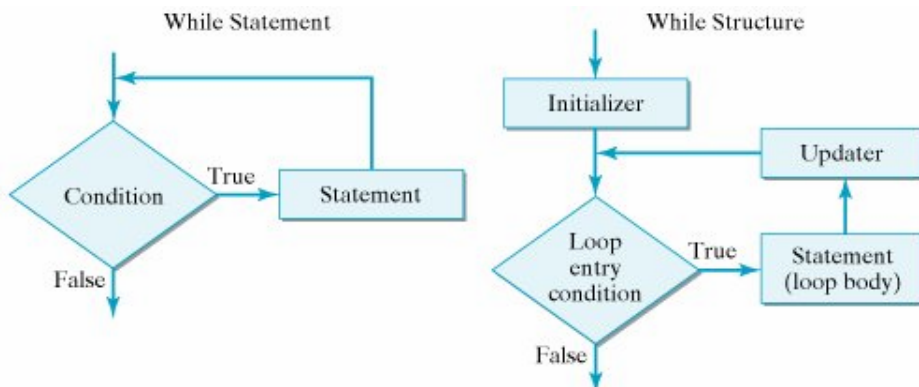 While Statement
Condition
True
Statement
False
While Structure
Initializer
Updater
Loop
entry
condition
True
Statement
(loop body)
False